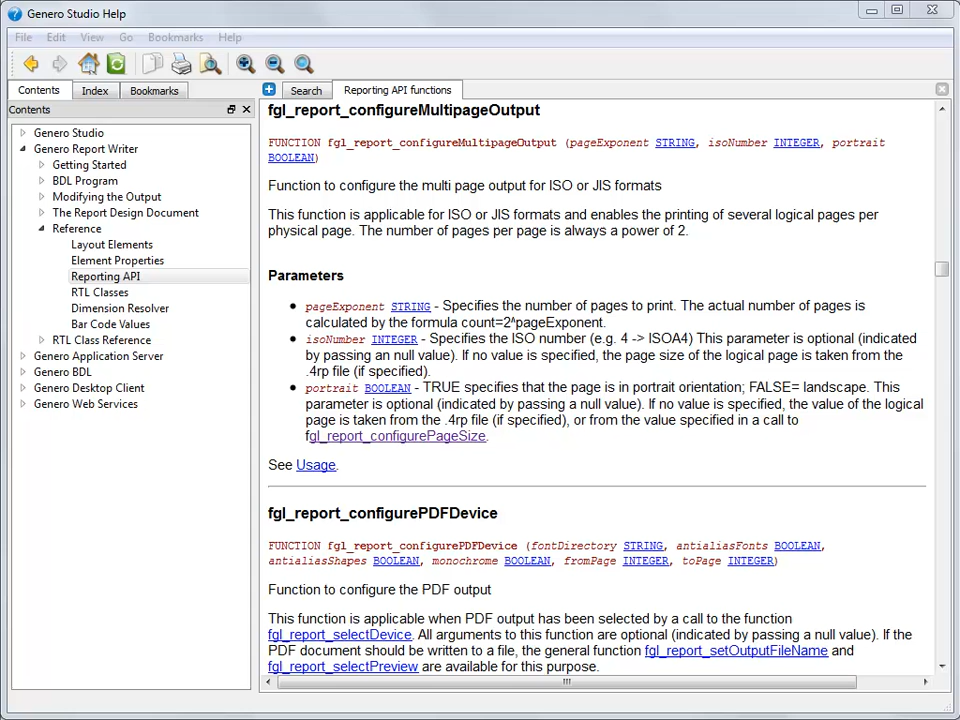 Genero Studio Help
File Edit View Go Bookmarks Help
Contents Index Bookmarks
Search Reporting API functions
Contents
Genero Studio
Genero Report Writer
Getting Started
BDL Program
Modifying the Output
The Report Design Document
Reference
Layout Elements
Element Properties
Reporting API
RTL Classes
Dimension Resolver
Bar Code Values
RTL Class Reference
Genero Application Server
Genero BDL
Genero Desktop Client
Genero Web Services
fgl_report_configureMultipageOutput
FUNCTION fgl_report_configureMultipageOutput (pageExponent STRING, isoNumber INTEGER, portrait
BOOLEAN)
Function to configure the multi page output for ISO or JIS formats
This function is applicable for ISO or JIS formats and enables the printing of several logical pages per
physical page. The number of pages per page is always a power of 2.
Parameters
● pageExponent STRING - Specifies the number of pages to print. The actual number of pages is
calculated by the formula count=2^pageExponent.
● isoNumber INTEGER - Specifies the ISO number (e.g. 4 -> ISOA4) This parameter is optional (indicated
by passing an null value). If no value is specified, the page size of the logical page is taken from the
.4rp file (if specified).
● portrait BOOLEAN - TRUE specifies that the page is in portrait orientation; FALSE= landscape. This
parameter is optional (indicated by passing a null value). If no value is specified, the value of the logical
page is taken from the .4rp file (if specified), or from the value specified in a call to
fgl_report_configurePageSize.
See Usage.
fgl_report_configurePDFDevice
FUNCTION fgl_report_configurePDFDevice (fontDirectory STRING, antialiasFonts BOOLEAN,
antialiasShapes BOOLEAN, monochrome BOOLEAN, fromPage INTEGER, toPage INTEGER)
Function to configure the PDF output
This function is applicable when PDF output has been selected by a call to the function
fgl_report_selectDevice. All arguments to this function are optional (indicated by passing a null value). If the
PDF document should be written to a file, the general function fgl_report_setOutputFileName and
fgl_report_selectPreview are available for this purpose.